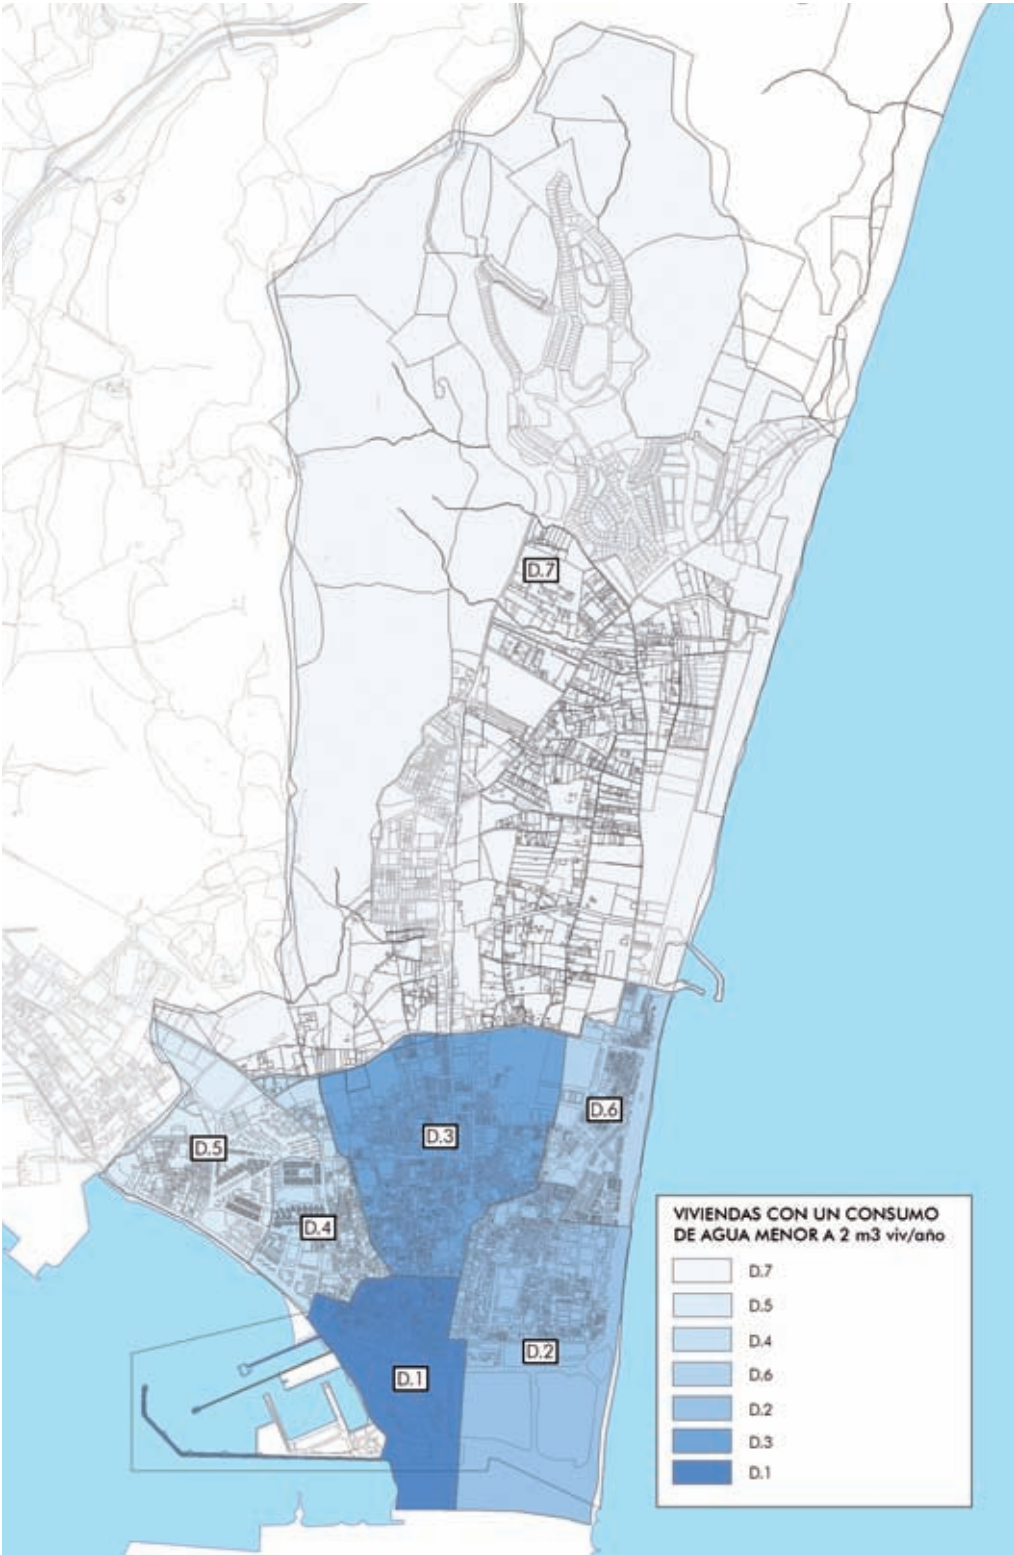 D.7
D.6
D.3
D.5
D.4
D.2
D.1
VIVIENDAS CON UN CONSUMO
DE AGUA MENOR A 2 m3 viv/año
D.7
D.5
D.4
D.6
D.2
D.3
D.1